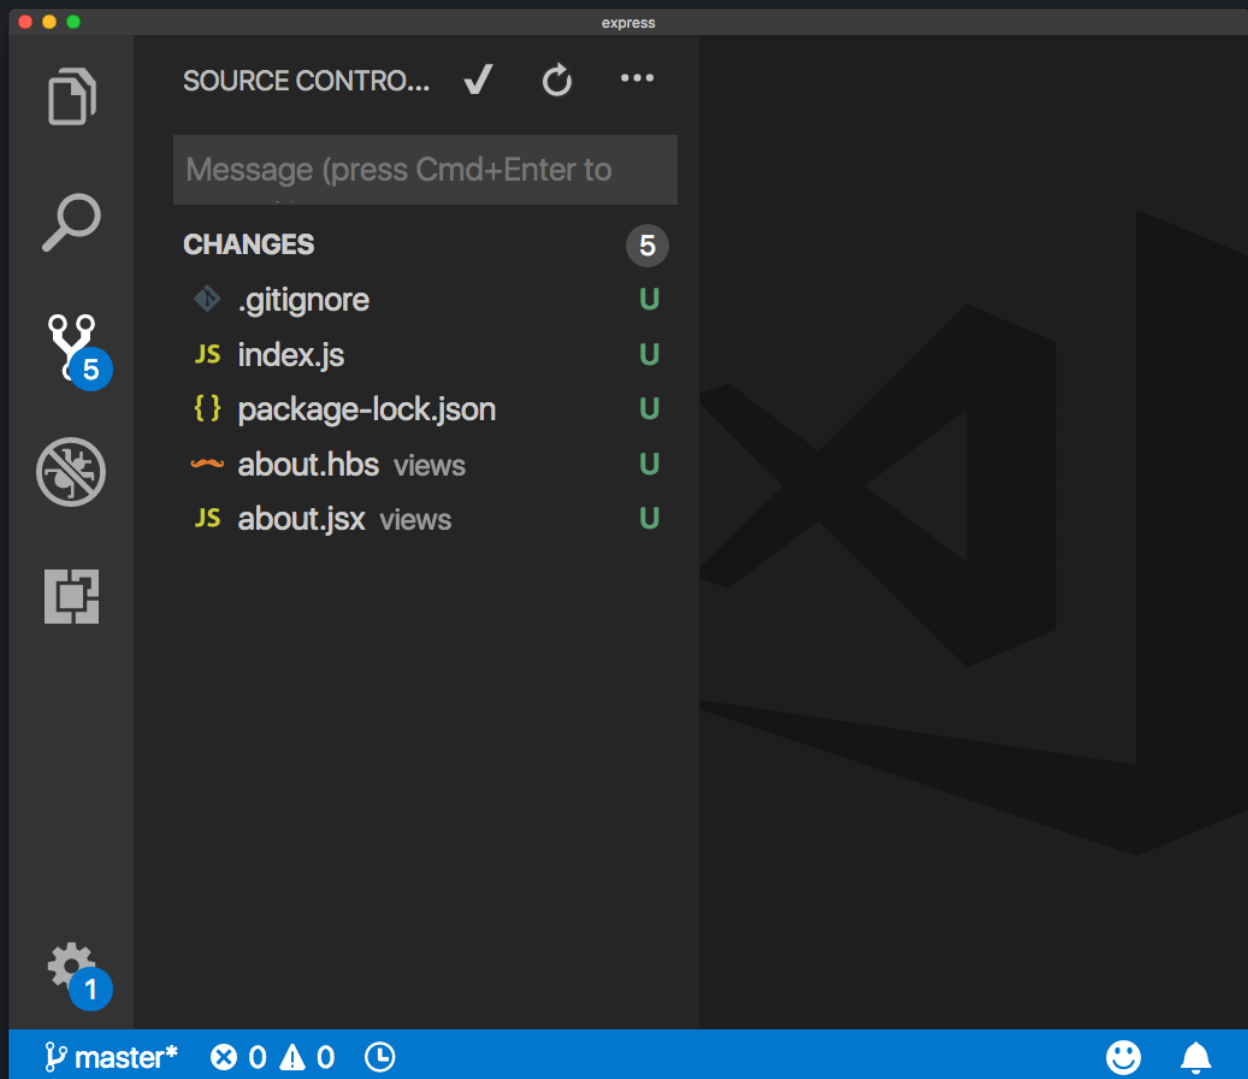 express
SOURCE CONTRO...
Message (press Cmd+Enter to
CHANGES 5
.gitignore U
JS index.js U
{ } package-lock.json U
about.hbs views U
JS about.jsx views U
5
1
master* 0 0